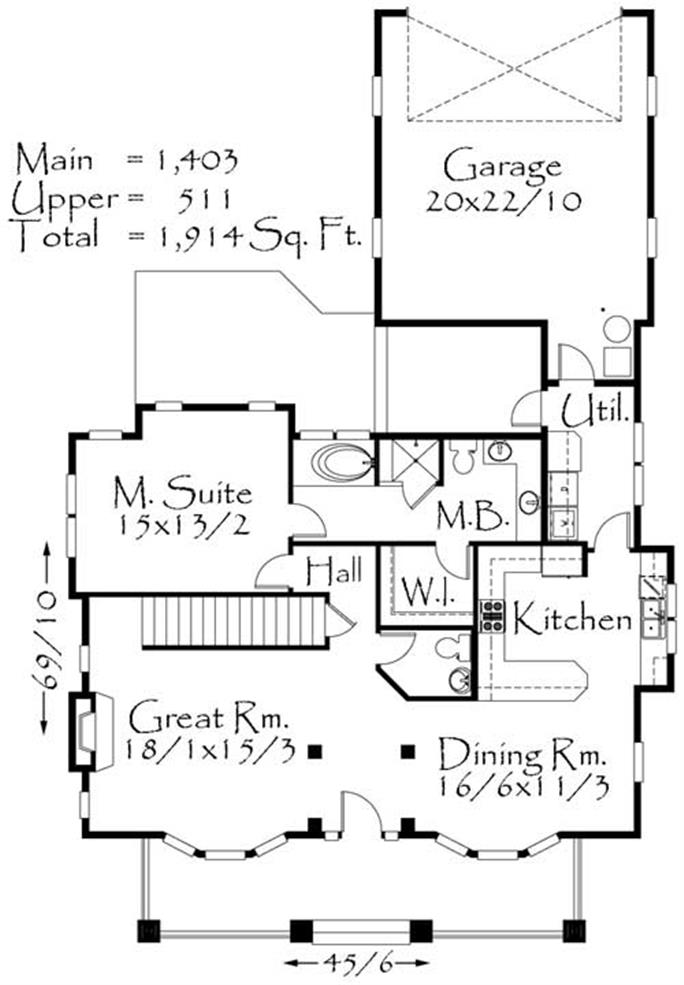 Main = 1,403
Upper = 511
Total = 1,914 Sq. Ft.
Garage
20x22/10
Util.
M. Suite
15x13/2
M.B.
Hall
W.I.
Kitchen
69/10
Great Rm.
18/1x15/3
Dining Rm.
16/6x11/3
45/6